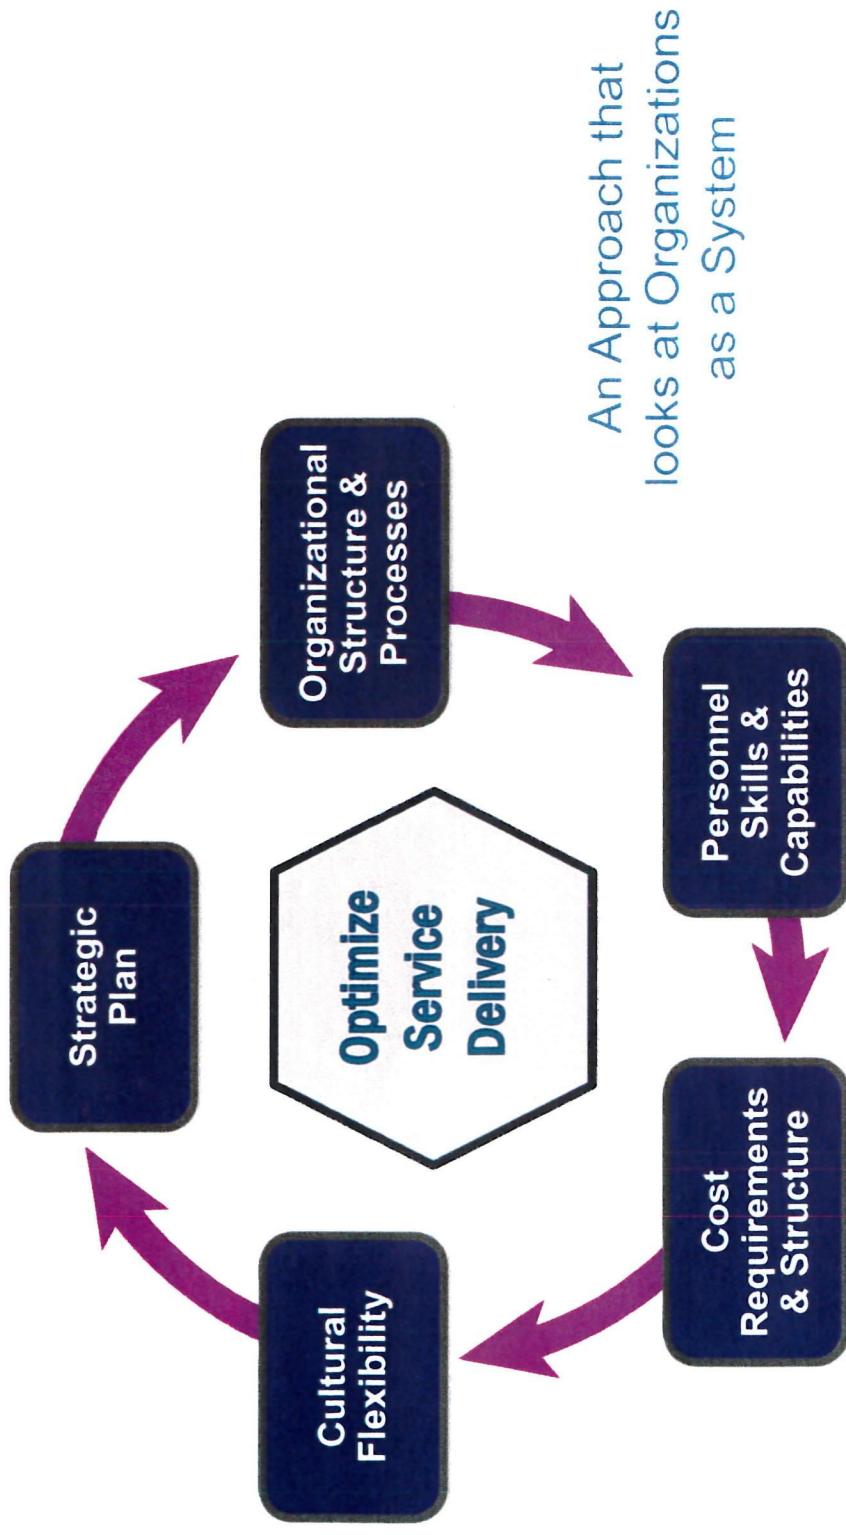 Strategic
Plan
Organizational
Structure &
Processes
Personnel
Skills &
Capabilities
Cost
Requirements
& Structure
Cultural
Flexibility
Optimize
Service
Delivery
An Approach that
looks at Organizations
as a System